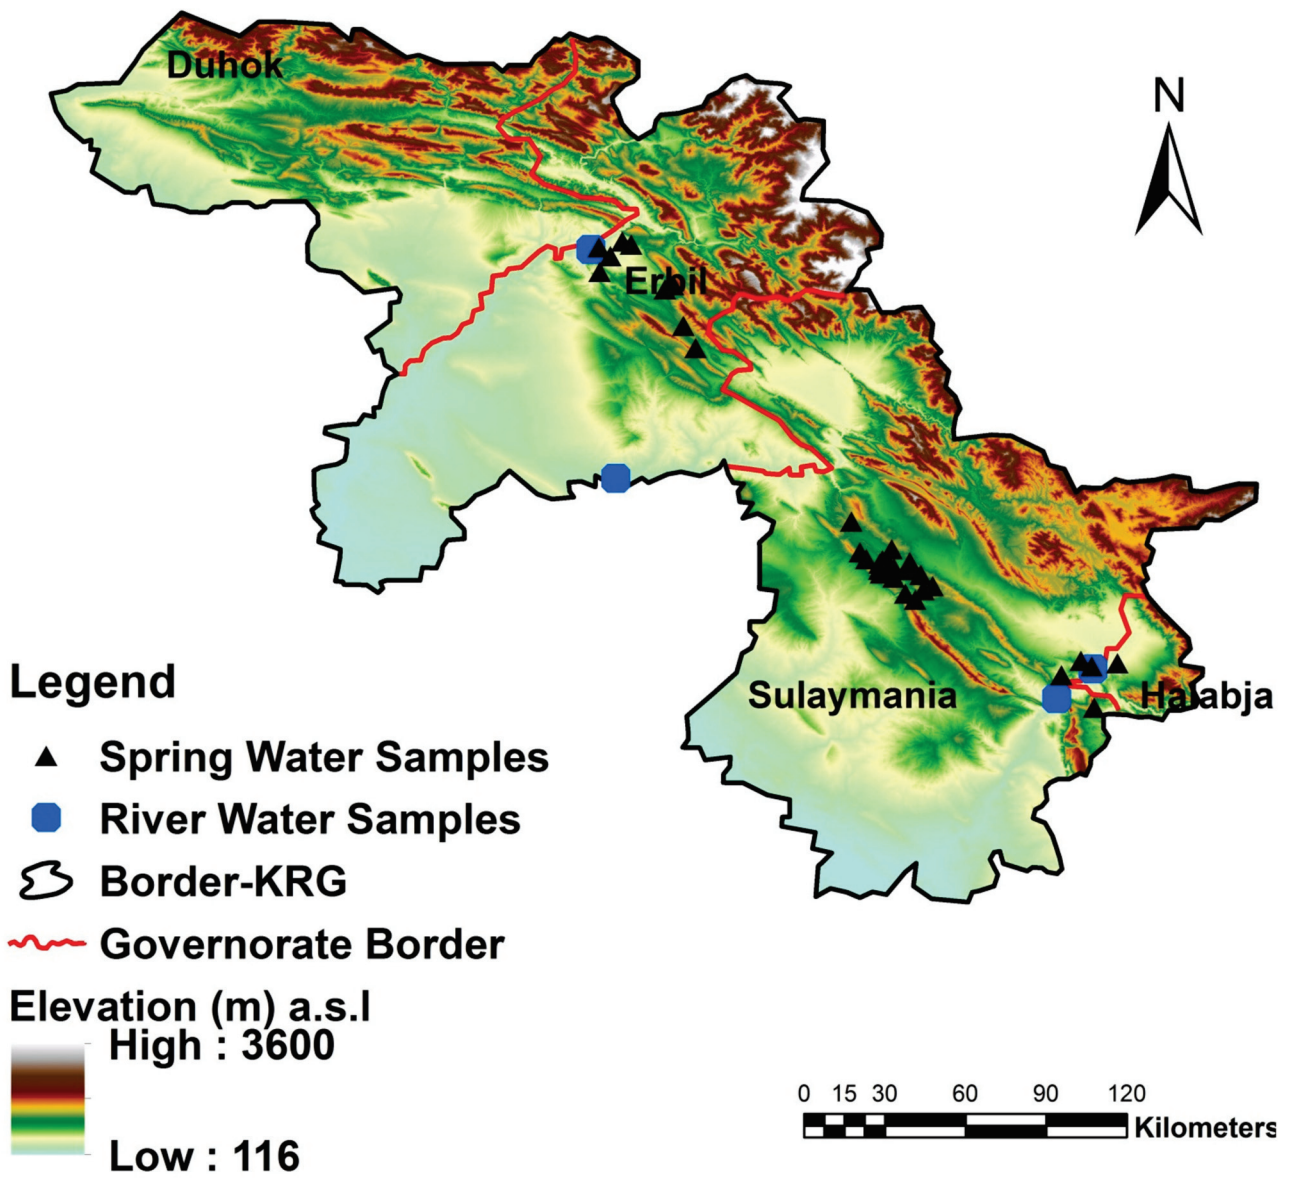 Duhok
N
Erbil
Sulaymania
Halabja
Legend
Spring Water Samples
River Water Samples
Border-KRG
Governorate Border
Elevation (m) a.s.l
High : 3600
Low : 116
0 15 30 60 90 120
Kilometers